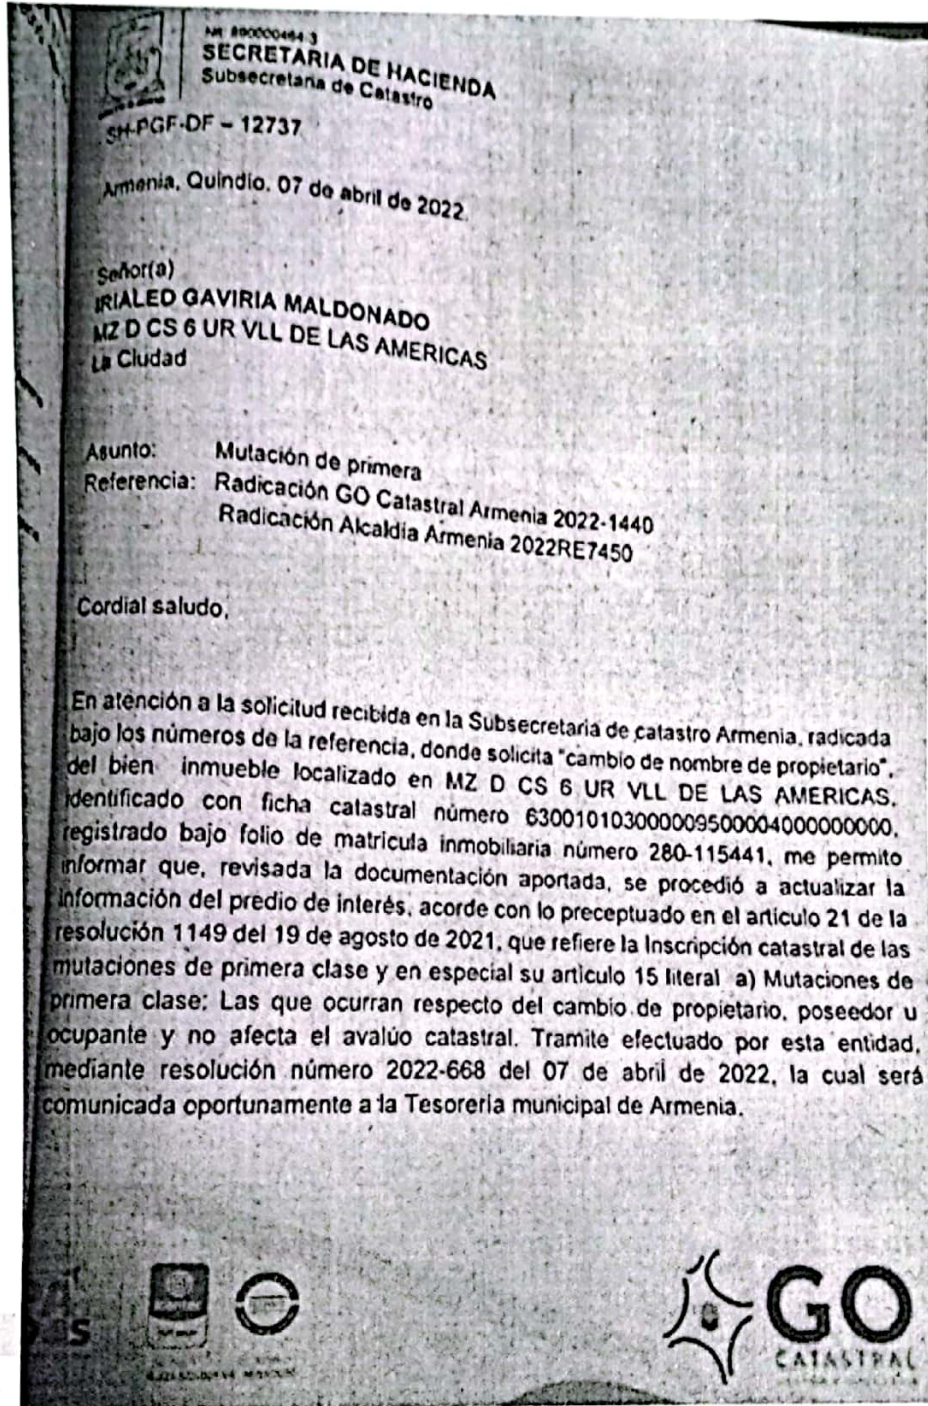 Nit: 890000464-3
SECRETARIA DE HACIENDA
Subsecretaria de Catastro
SH-PGF-DF – 12737
Armenia, Quindío, 07 de abril de 2022
Señor(a)
IRIALED GAVIRIA MALDONADO
MZ D CS 6 UR VLL DE LAS AMERICAS
La Ciudad
Asunto: Mutación de primera
Referencia: Radicación GO Catastral Armenia 2022-1440
Radicación Alcaldía Armenia 2022RE7450
Cordial saludo,
En atención a la solicitud recibida en la Subsecretaria de catastro Armenia, radicada
bajo los números de la referencia, donde solicita "cambio de nombre de propietario",
del bien inmueble localizado en MZ D CS 6 UR VLL DE LAS AMERICAS,
identificado con ficha catastral número 630010103000009500004000000000,
registrado bajo folio de matricula inmobiliaria número 280-115441, me permito
informar que, revisada la documentación aportada, se procedió a actualizar la
información del predio de interés, acorde con lo preceptuado en el articulo 21 de la
resolución 1149 del 19 de agosto de 2021, que refiere la Inscripción catastral de las
mutaciones de primera clase y en especial su articulo 15 literal a) Mutaciones de
primera clase: Las que ocurran respecto del cambio de propietario, poseedor u
ocupante y no afecta el avalúo catastral. Tramite efectuado por esta entidad,
mediante resolución número 2022-668 del 07 de abril de 2022, la cual será
comunicada oportunamente a la Tesoreria municipal de Armenia.
GO
CATASTRAL